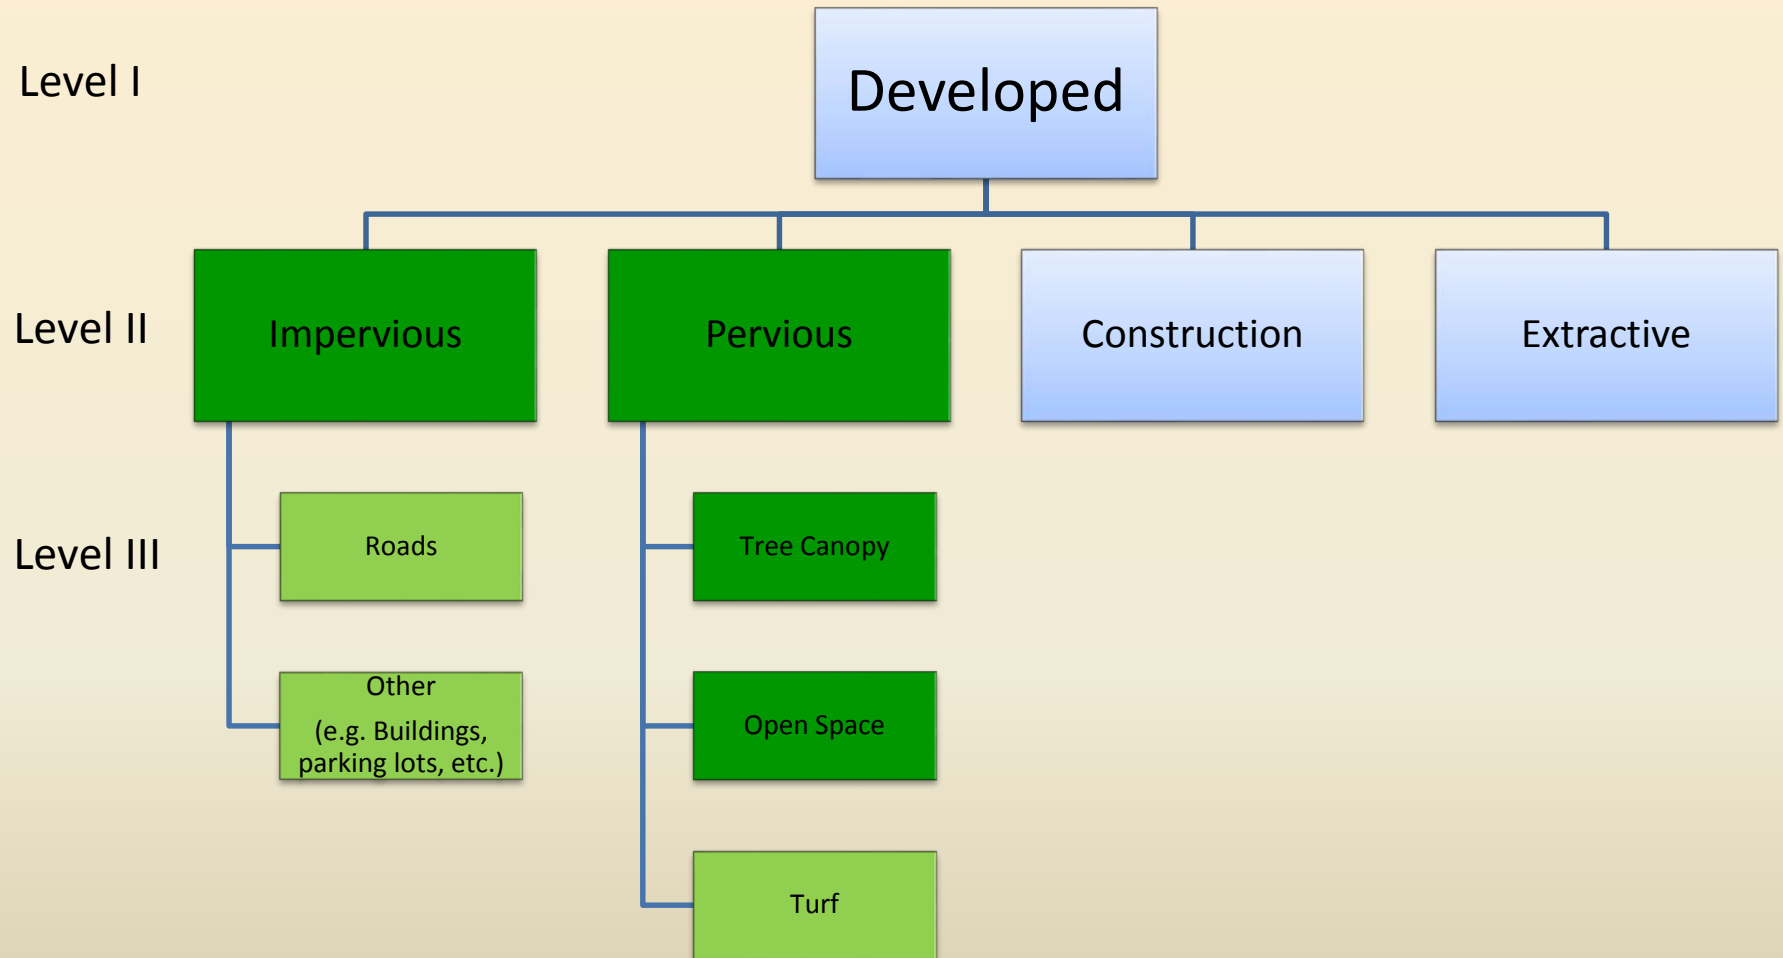 Level I
Developed
Level II
Impervious
Pervious
Construction
Extractive
Level III
Roads
Tree Canopy
Other
(e.g. Buildings,
parking lots, etc.)
Open Space
Turf